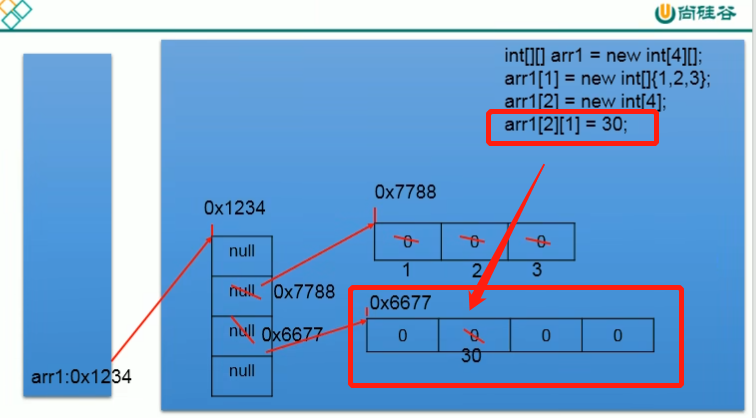 尚硅谷
int[][] arr1 = new int[4][];
arr1[1] = new int[]{1,2,3};
arr1[2] = new int[4];
arr1[2][1] = 30;
0x7788
0x1234
null
0 0 0
1 2 3
null 0x7788
0x6677
null 0x6677
0 0 0 0
30
null
arr1:0x1234